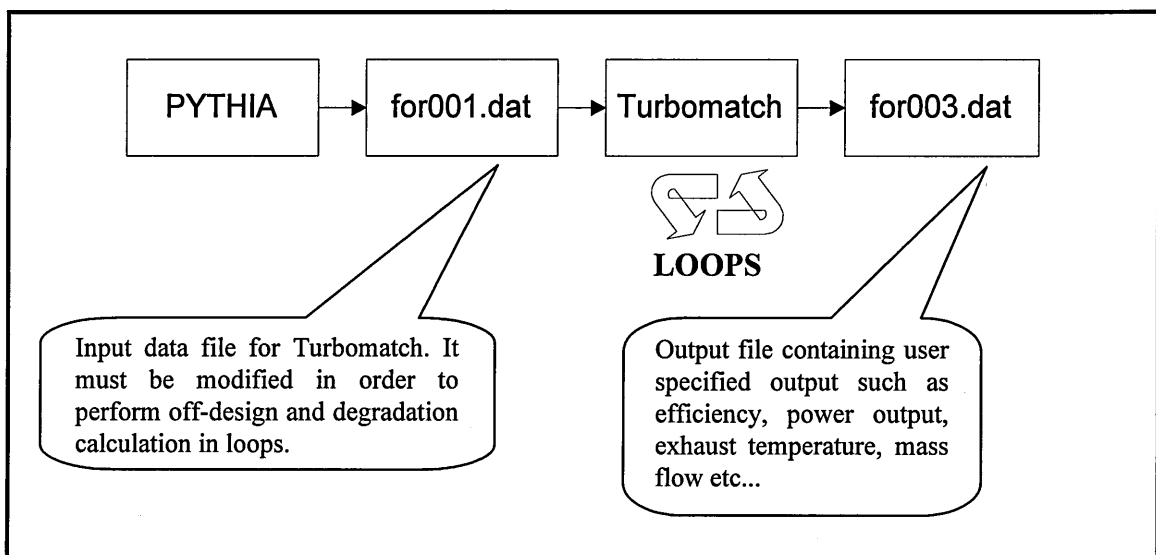 PYTHIA
for001.dat
Turbomatch
for003.dat
LOOPS
Input data file for Turbomatch. It
must be modified in order to
perform off-design and degradation
calculation in loops.
Output file containing user
specified output such as
efficiency, power output,
exhaust temperature, mass
flow etc...